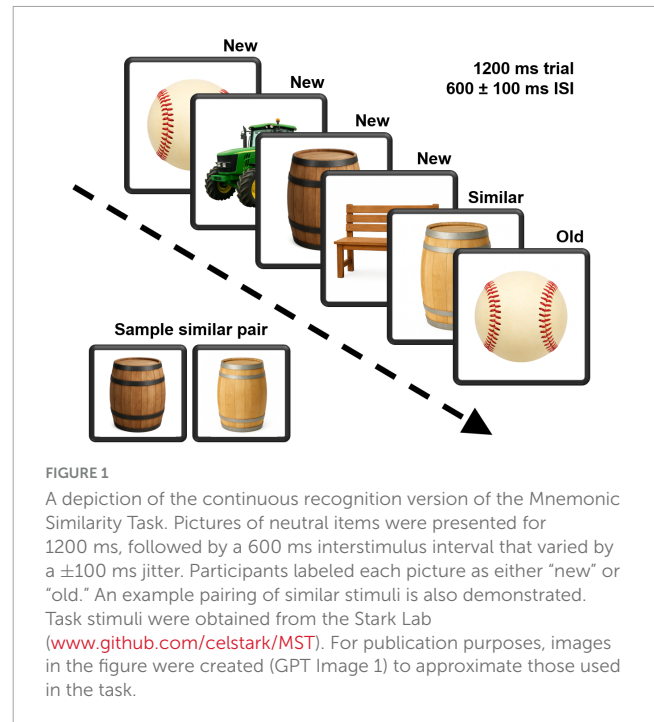 New
New
1200 ms trial
600 ± 100 ms ISI
New
New
Similar
Old
Sample similar pair
FIGURE 1
A depiction of the continuous recognition version of the Mnemonic
Similarity Task. Pictures of neutral items were presented for
1200 ms, followed by a 600 ms interstimulus interval that varied by
a ±100 ms jitter. Participants labeled each picture as either “new” or
“old.” An example pairing of similar stimuli is also demonstrated.
Task stimuli were obtained from the Stark Lab
(www.github.com/celstark/MST). For publication purposes, images
in the figure were created (GPT Image 1) to approximate those used
in the task.